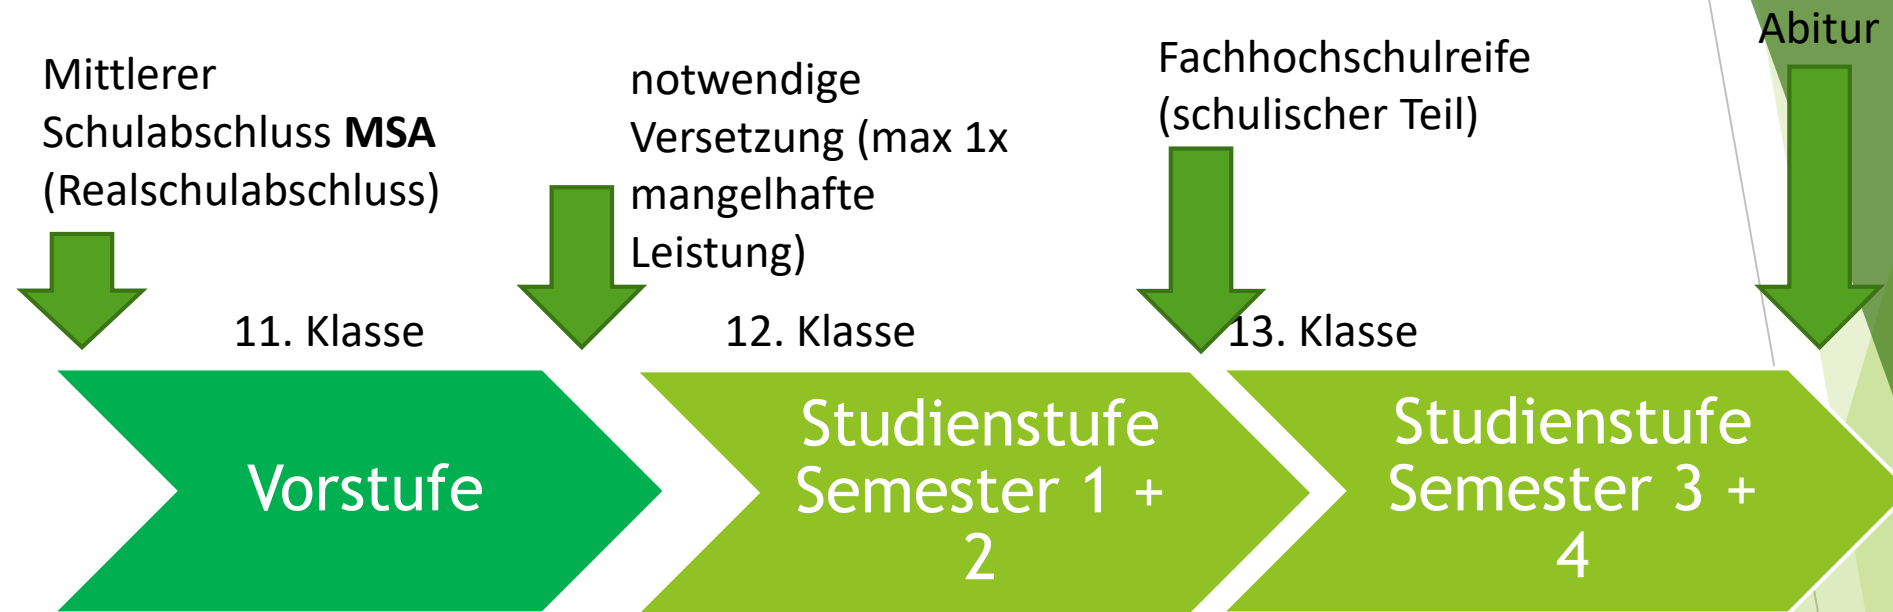 Mittlerer
Schulabschluss MSA
(Realschulabschluss)
notwendige
Versetzung (max 1x
mangelhafte
Leistung)
Fachhochschulreife
(schulischer Teil)
Abitur
11. Klasse
12. Klasse
13. Klasse
Vorstufe
Studienstufe
Semester 1 +
2
Studienstufe
Semester 3 +
4